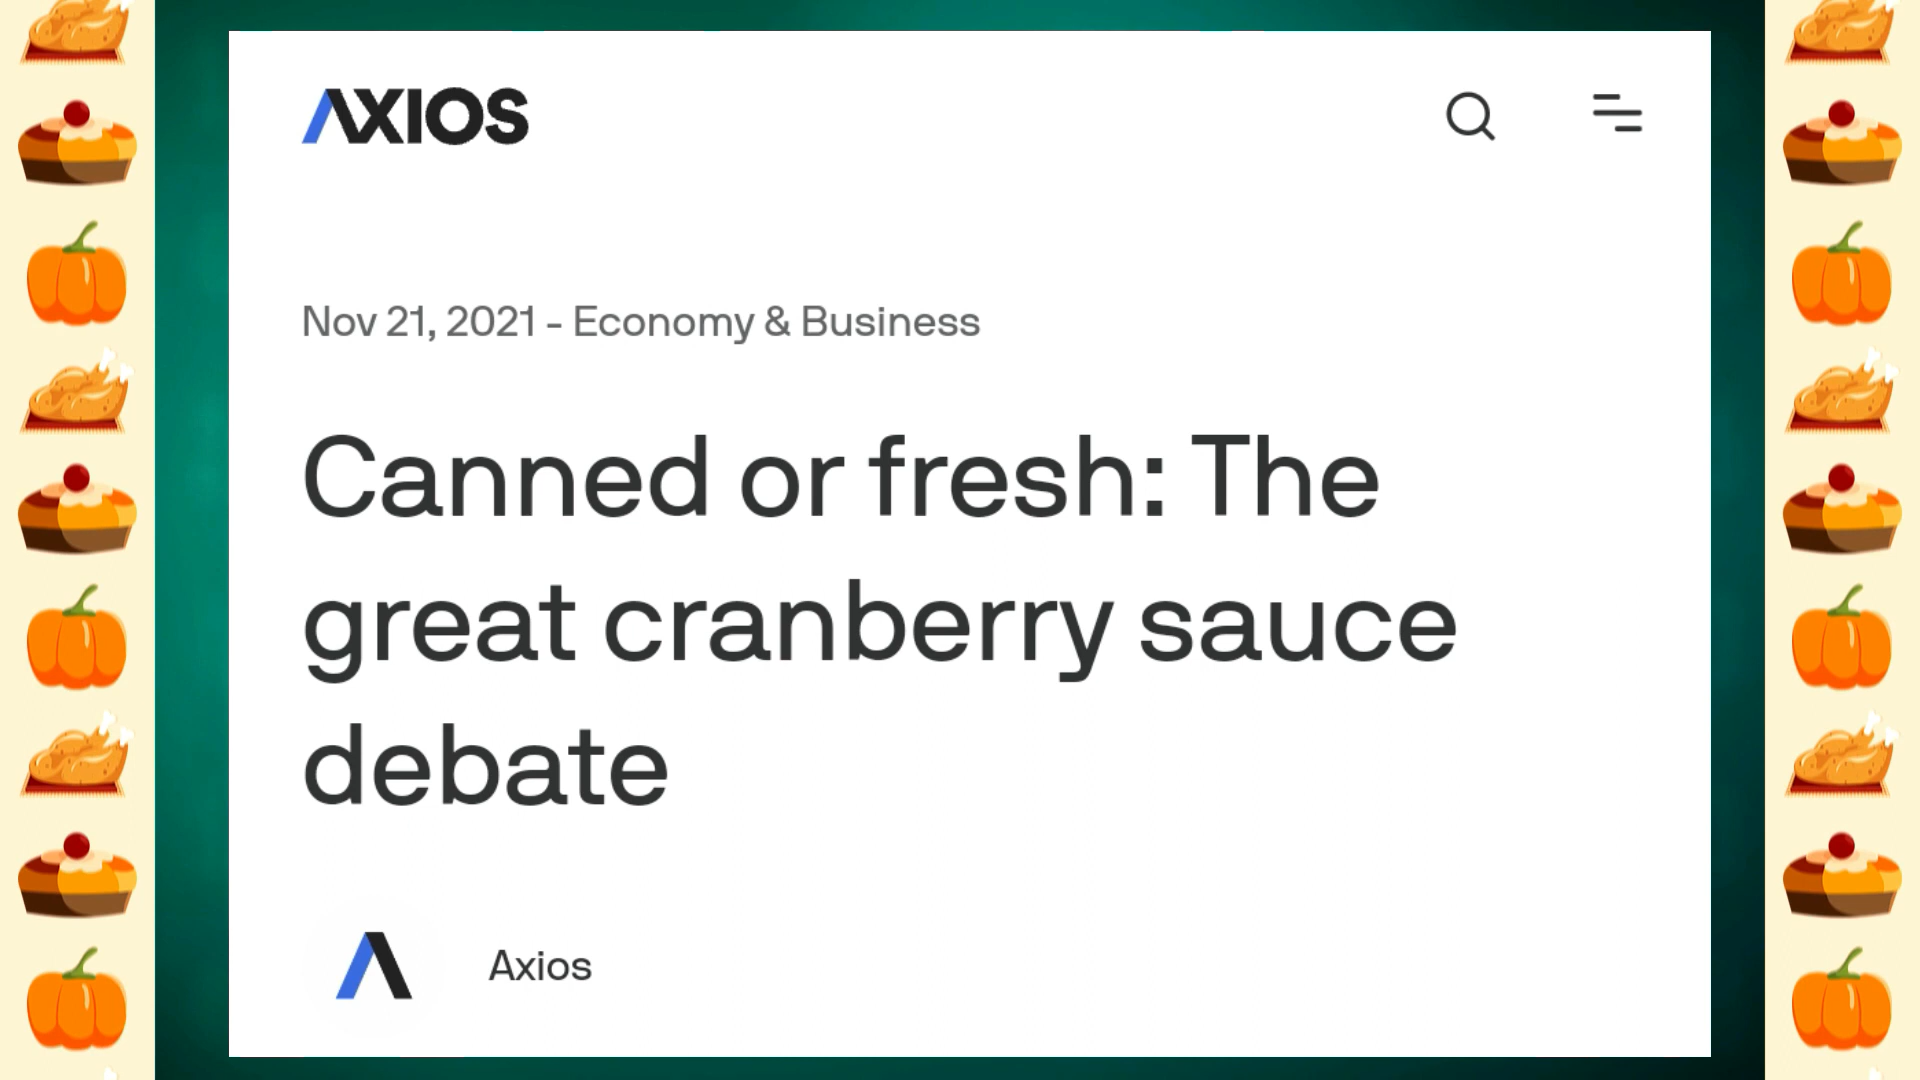 AXIOS
Nov 21, 2021 - Economy & Business
Canned or fresh: The
great cranberry sauce
debate
Axios